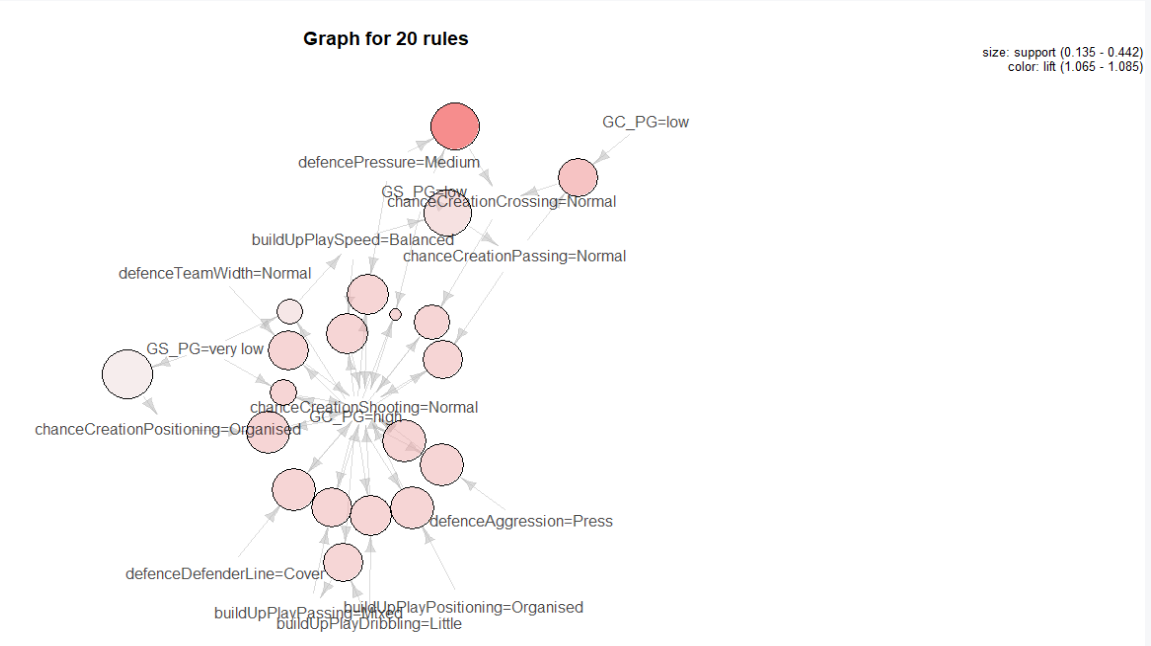 Graph for 20 rules
size: support (0.135 - 0.442)
color: lift (1.065 - 1.085)
GC_PG=low
defencePressure=Medium
GS_PG=low
chanceCreationCrossing=Normal
buildUpPlaySpeed=Balanced
chanceCreationPassing=Normal
defenceTeamWidth=Normal
GS_PG=very low
chanceCreationShooting=Normal
GC_PG=high
chanceCreationPositioning=Organised
defenceAggression=Press
defenceDefenderLine=Cover
buildUpPlayPositioning=Organised
buildUpPlayPassing=Mixed
buildUpPlayDribbling=Little